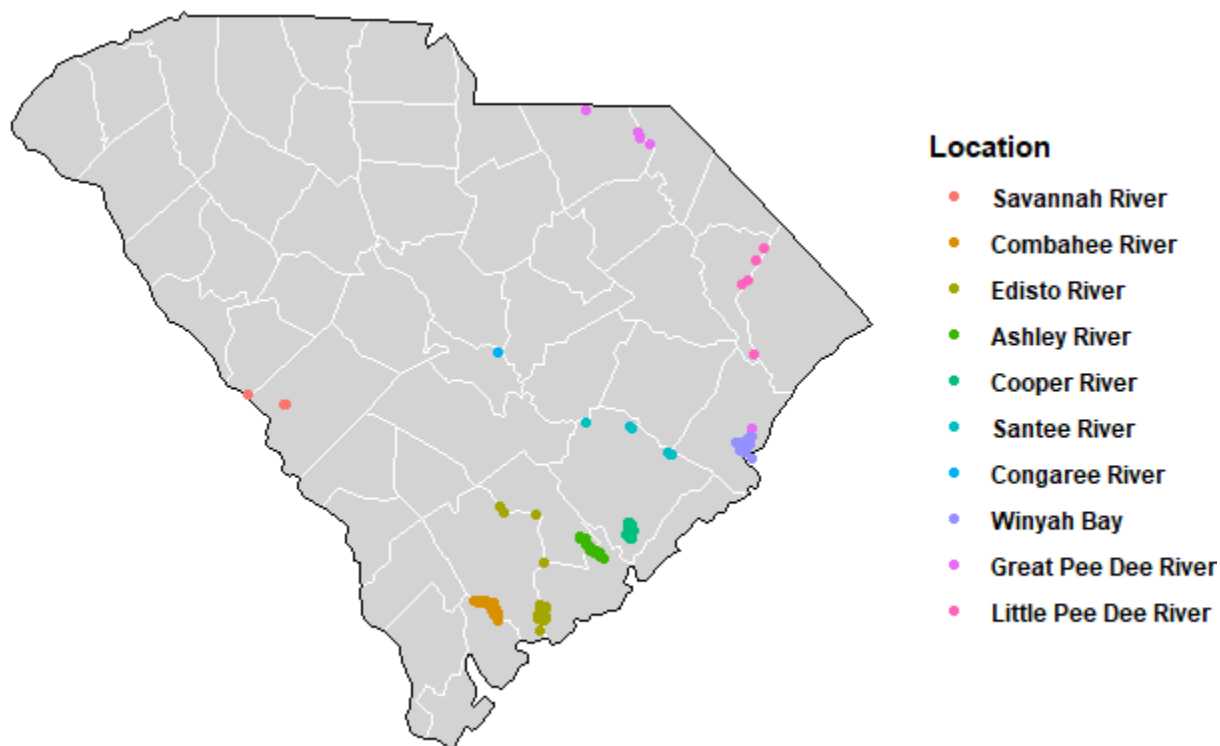 Location
Savannah River
Combahee River
Edisto River
Ashley River
Cooper River
Santee River
Congaree River
Winyah Bay
Great Pee Dee River
Little Pee Dee River